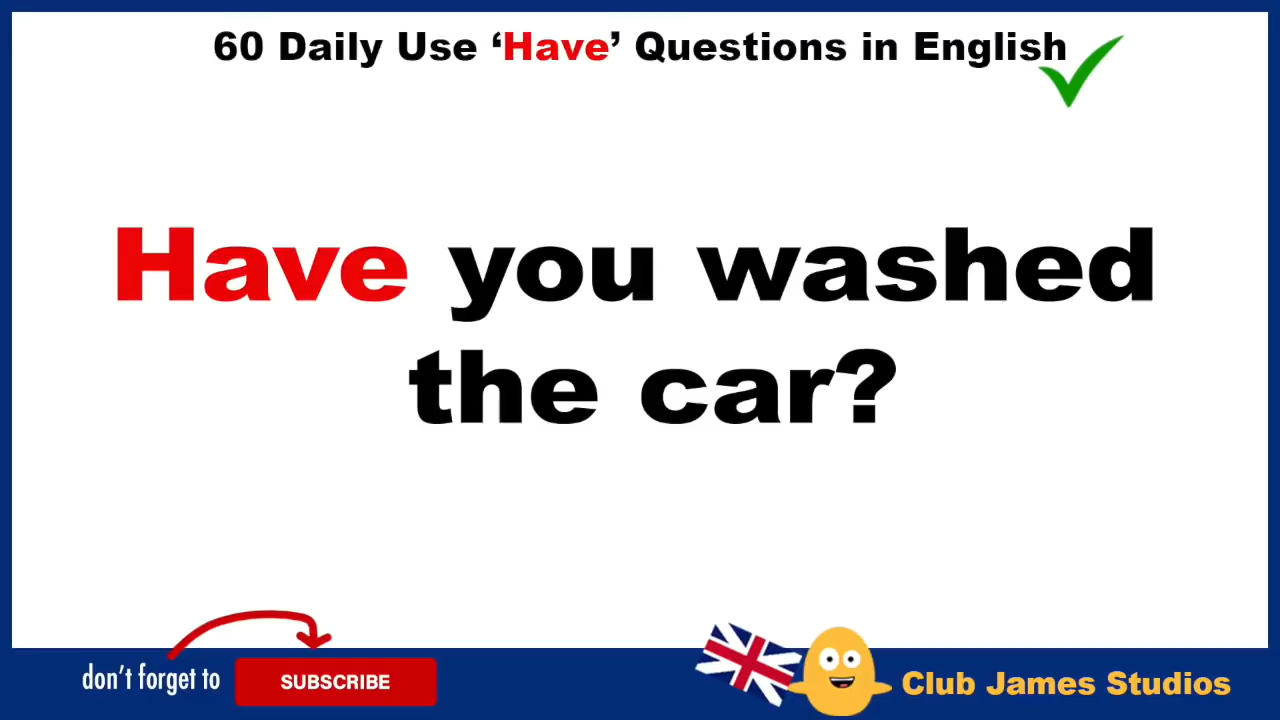 60 Daily Use ‘Have’ Questions in English
Have you washed
the car?
don't forget to
SUBSCRIBE
Club James Studios